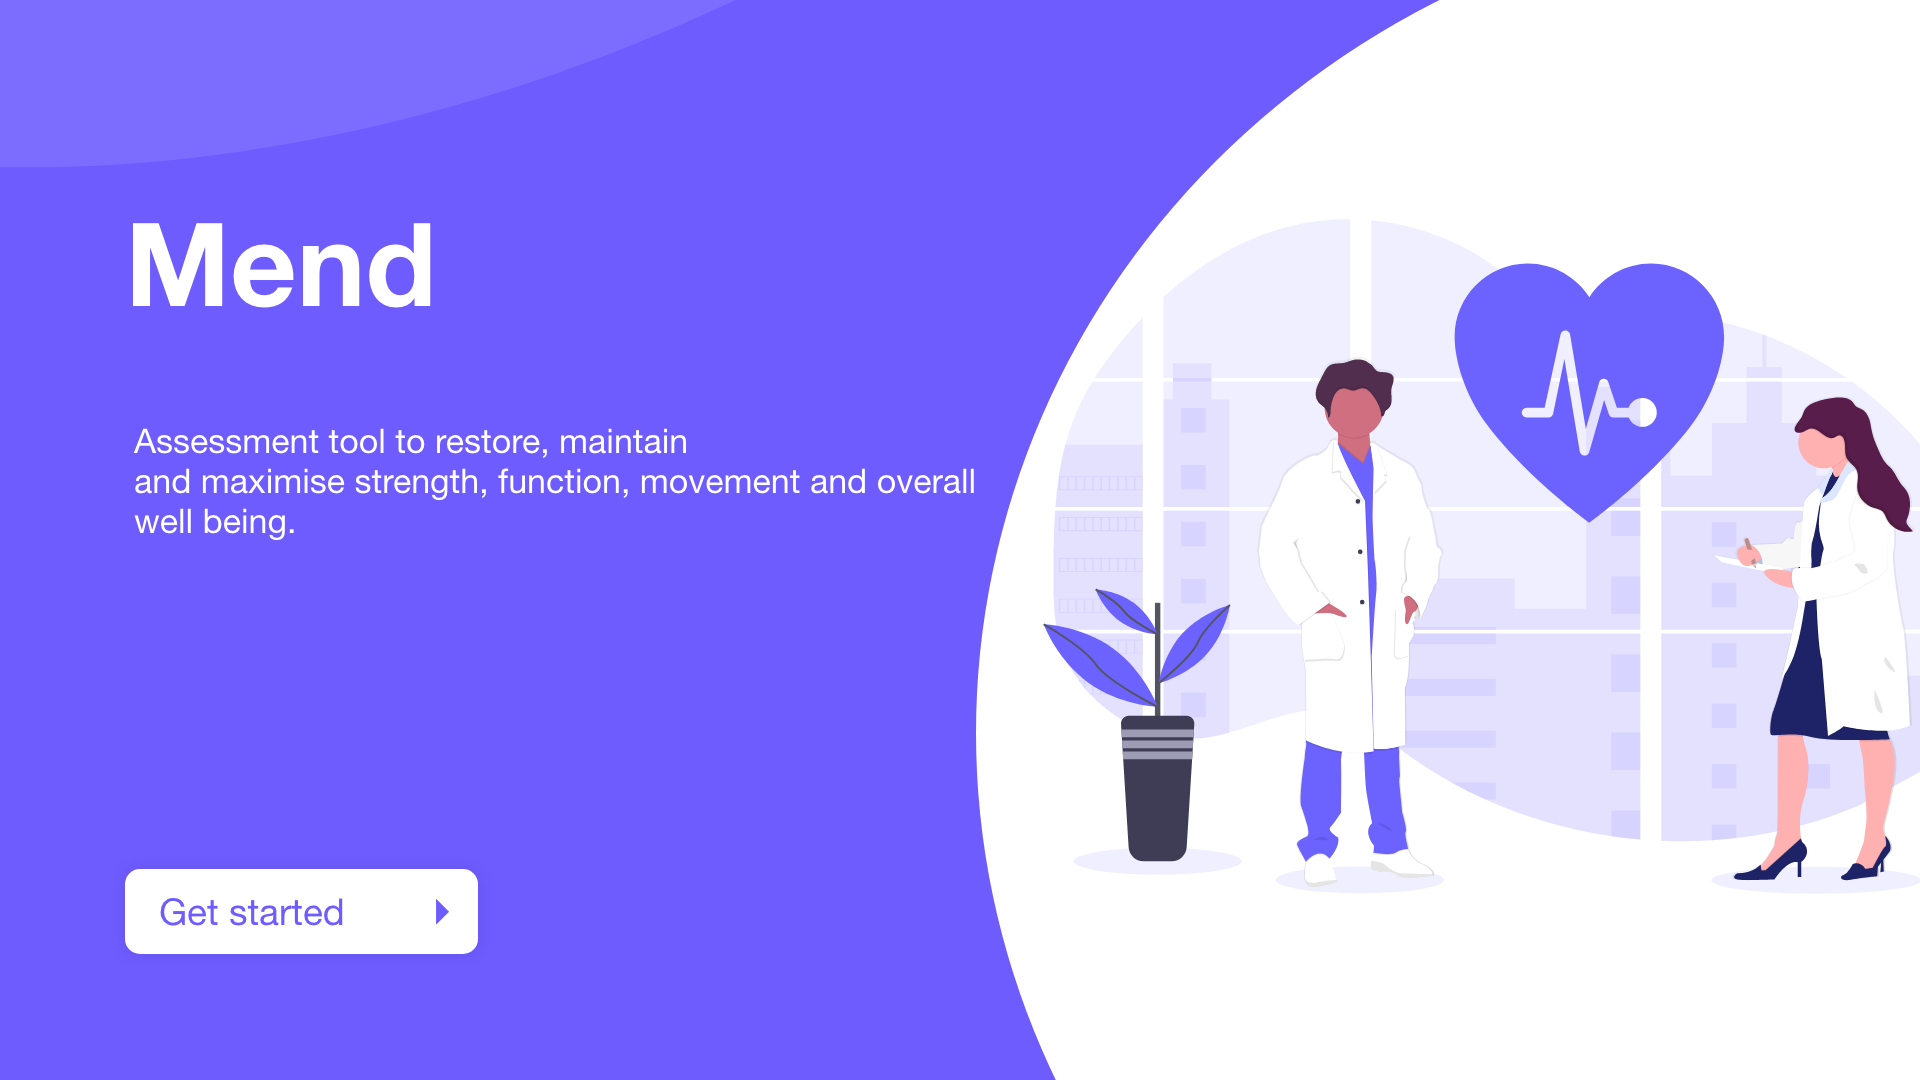 Mend
Assessment tool to restore, maintain
and maximise strength, function, movement and overall
well being.
Get started